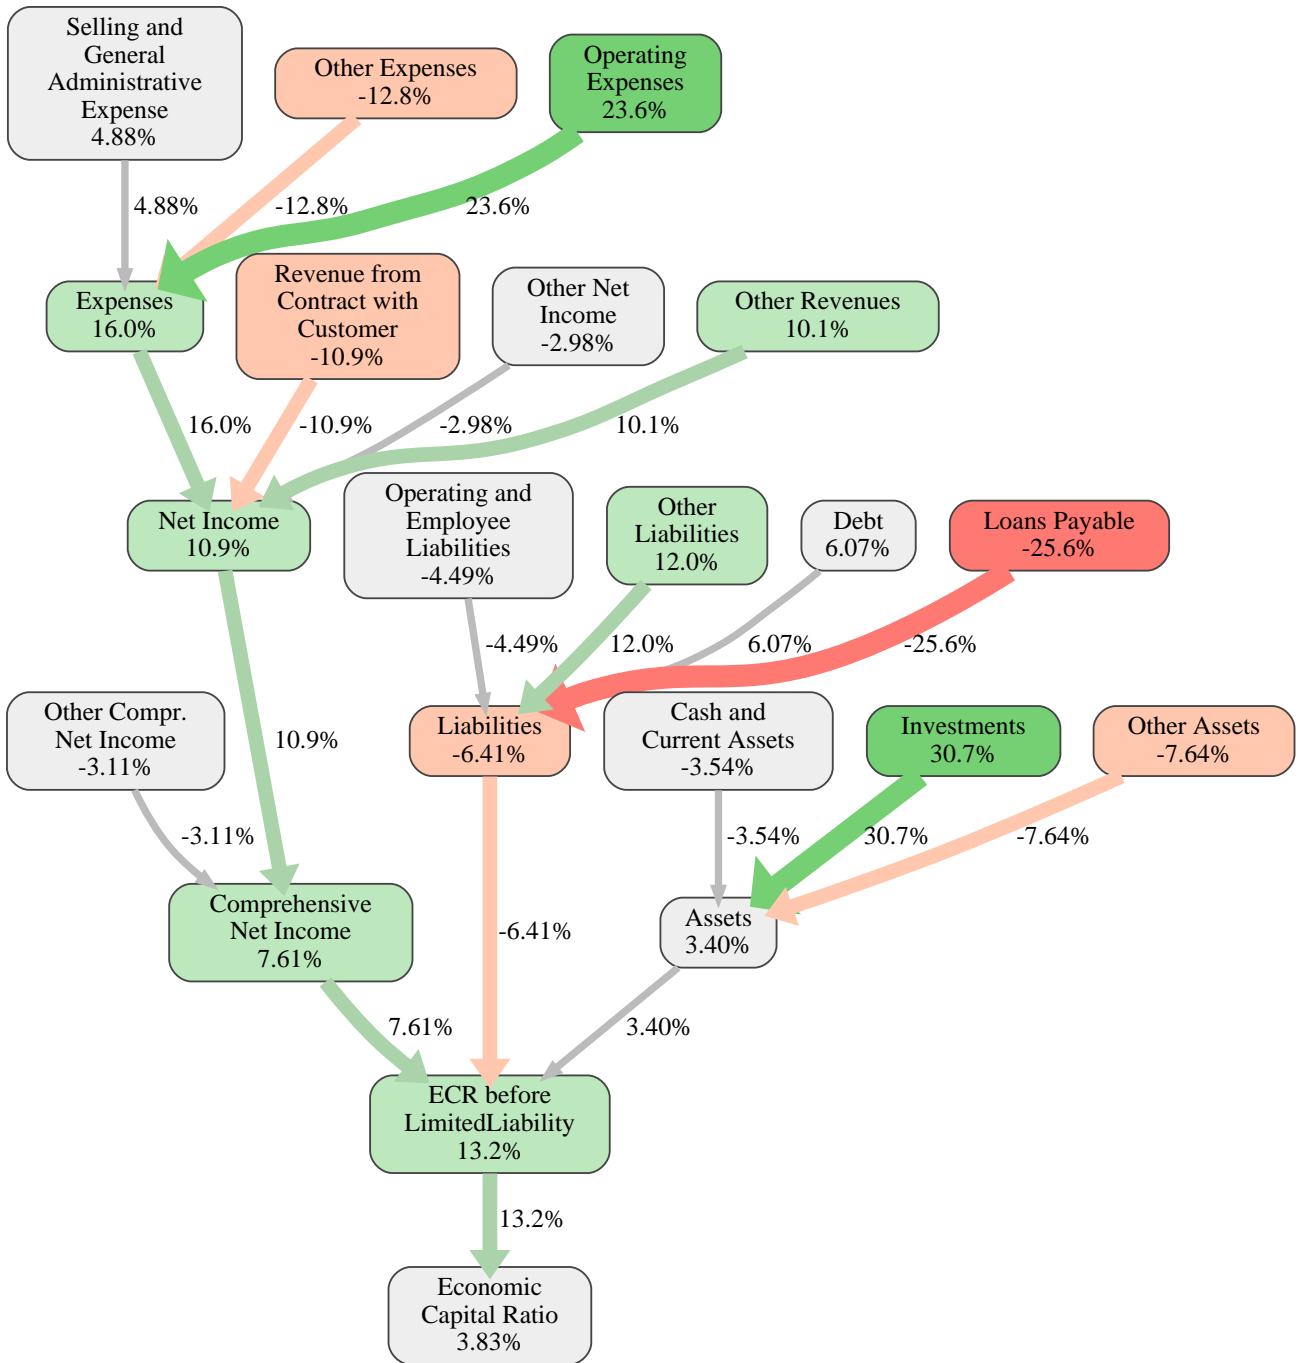 Selling and
General
Administrative
Expense
4.88%
Other Expenses
-12.8%
Operating
Expenses
23.6%
4.88%
-12.8%
23.6%
Expenses
16.0%
Revenue from
Contract with
Customer
-10.9%
Other Net
Income
-2.98%
Other Revenues
10.1%
16.0%
-10.9%
-2.98%
10.1%
Net Income
10.9%
Operating and
Employee
Liabilities
-4.49%
Other
Liabilities
12.0%
Debt
6.07%
Loans Payable
-25.6%
-4.49%
12.0%
6.07%
-25.6%
Other Compr.
Net Income
-3.11%
10.9%
Liabilities
-6.41%
Cash and
Current Assets
-3.54%
Investments
30.7%
Other Assets
-7.64%
-3.11%
-3.54%
30.7%
-7.64%
Comprehensive
Net Income
7.61%
-6.41%
Assets
3.40%
7.61%
3.40%
ECR before
LimitedLiability
13.2%
13.2%
Economic
Capital Ratio
3.83%